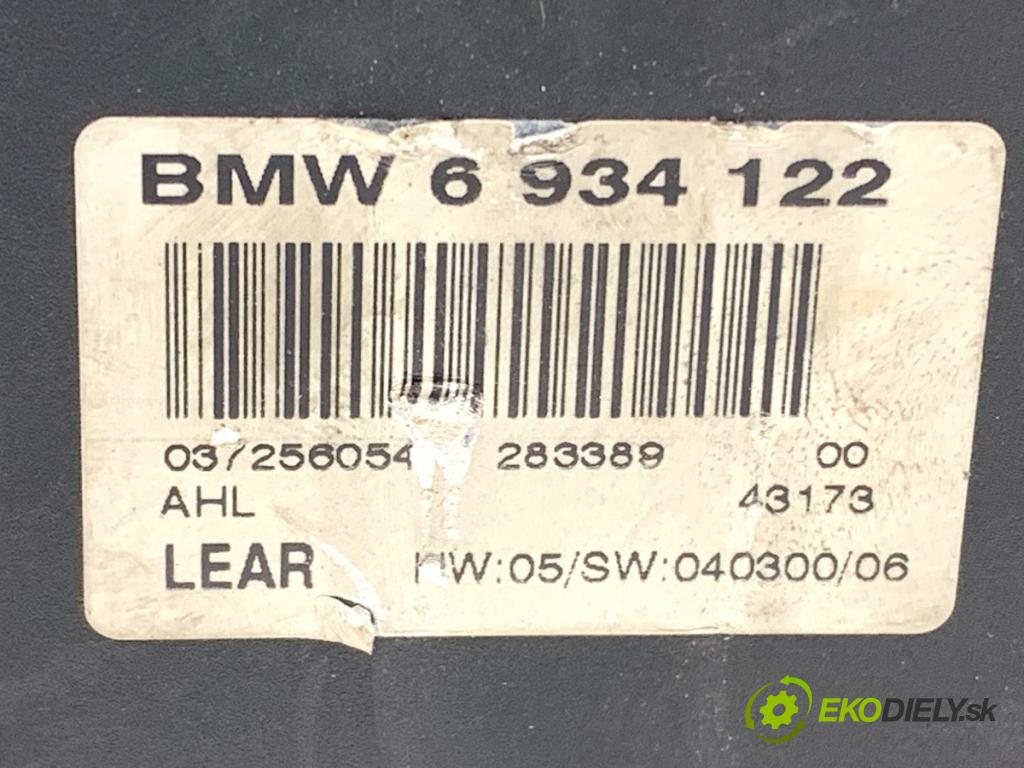 BMW 6 934 122
037256054 283389 00
AHL 43173
LEAR HW:05/SW:040300/06
EKODIELY.sk